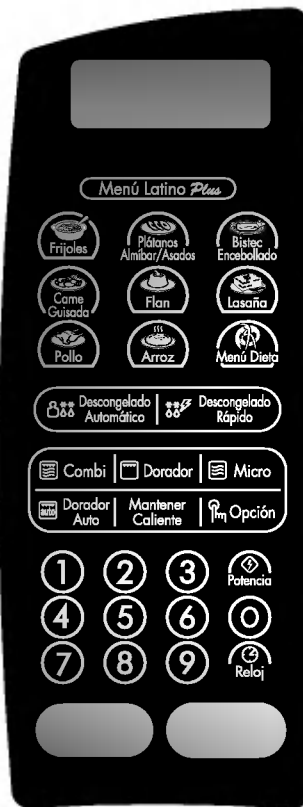 Menú Latino Plus
Frijoles
Plátanos
Almibar/Asados
Bistec
Encebollado
Carne
Guisada
Flan
Lasaña
Pollo
Arroz
Menú Dieta
Descongelado
Automático
Descongelado
Rápido
Combi
Dorador
Micro
auto
Dorador
Auto
Mantener
Caliente
Opción
1 2 3
Potencia
4 5 6 0
7 8 9
Reloj